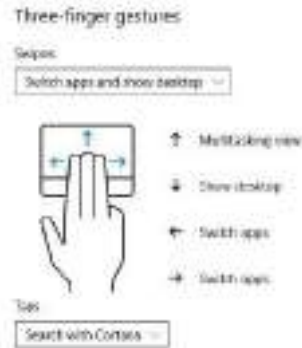 Three-finger gestures
Swipes
Switch apps and show desktop
↑ Multitasking view
↓ Show desktop
← Switch apps
→ Switch apps
Taps
Search with Cortana